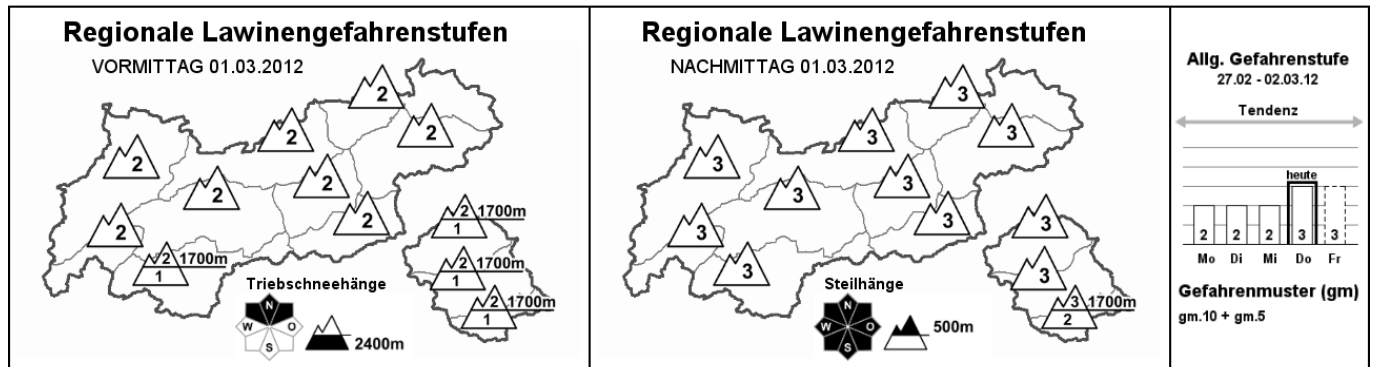 Regionale Lawinengefahrenstufen
VORMITTAG 01.03.2012
2
2
2
2
2
2
2
2
2 1700m
1
2 1700m
1
2 1700m
1
2 1700m
1
Triebschneehänge
N
W O
S
2400m
Regionale Lawinengefahrenstufen
NACHMITTAG 01.03.2012
3
3
3
3
3
3
3
3
3
3
3
3 1700m
2
Steilhänge
N
W O
S
500m
Allg. Gefahrenstufe
27.02 - 02.03.12
Tendenz
heute
2 2 2 3 3
Mo Di Mi Do Fr
Gefahrenmuster (gm)
gm.10 + gm.5